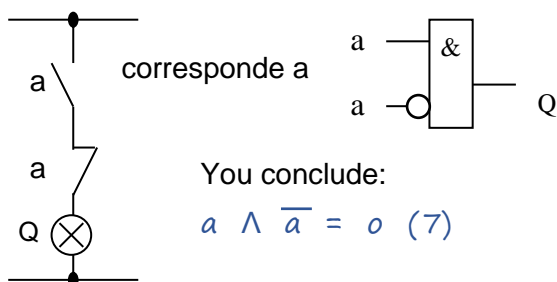 a
a
Q
corresponde a
a
a
&
Q
You conclude:
a ∧ a̅ = 0 (7)